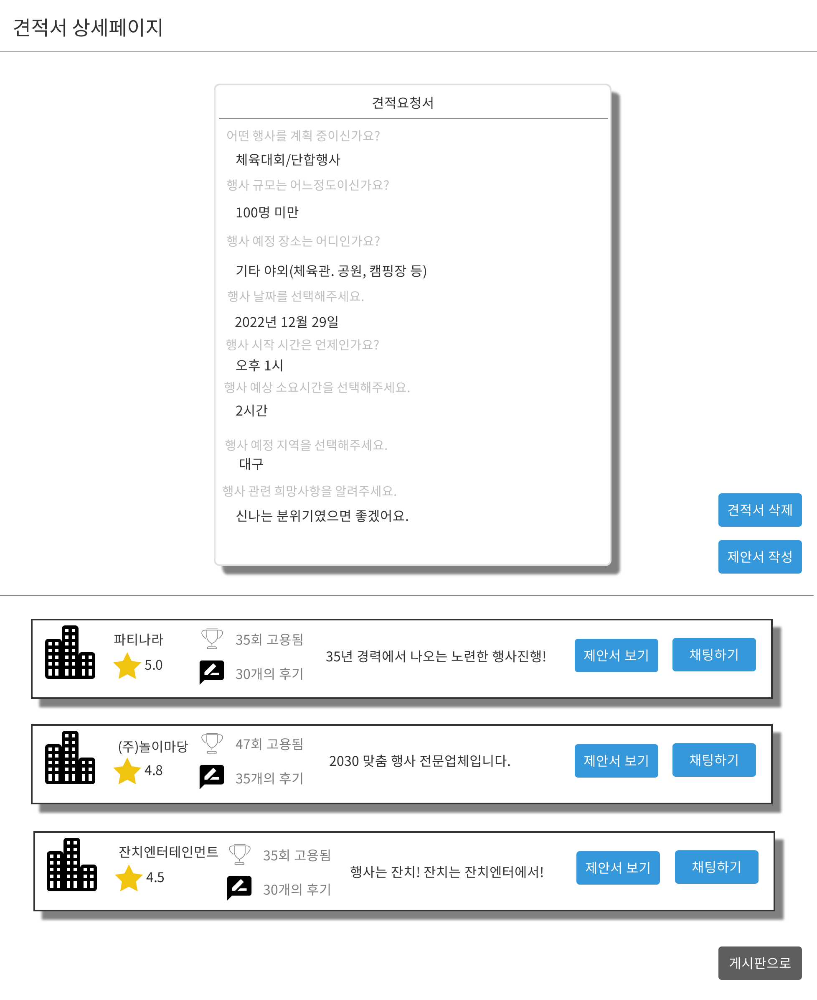 견적서 상세페이지
견적요청서
어떤 행사를 계획 중이신가요?
체육대회/단합행사
행사 규모는 어느정도이신가요?
100명 미만
행사 예정 장소는 어디인가요?
기타 야외(체육관. 공원, 캠핑장 등)
행사 날짜를 선택해주세요.
2022년 12월 29일
행사 시작 시간은 언제인가요?
오후 1시
행사 예상 소요시간을 선택해주세요.
2시간
행사 예정 지역을 선택해주세요.
대구
행사 관련 희망사항을 알려주세요.
신나는 분위기였으면 좋겠어요.
견적서 삭제
제안서 작성
파티나라
5.0
35회 고용됨
30개의 후기
35년 경력에서 나오는 노련한 행사진행!
제안서 보기
채팅하기
(주)놀이마당
4.8
47회 고용됨
35개의 후기
2030 맞춤 행사 전문업체입니다.
제안서 보기
채팅하기
잔치엔터테인먼트
4.5
35회 고용됨
30개의 후기
행사는 잔치! 잔치는 잔치엔터에서!
제안서 보기
채팅하기
게시판으로